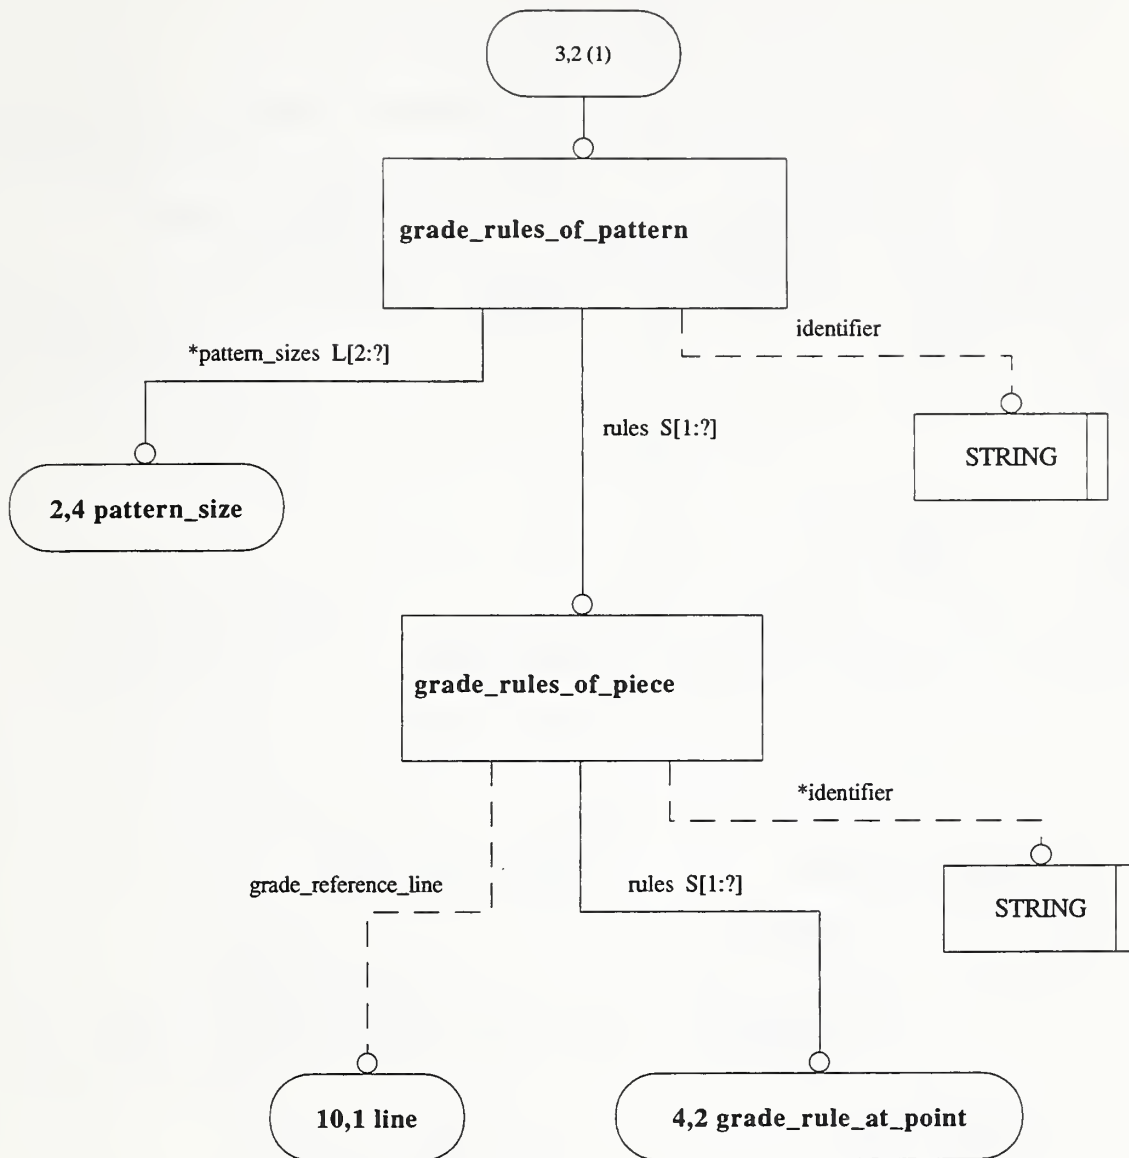 3,2 (1)
grade_rules_of_pattern
identifier
*pattern_sizes L[2:?]
rules S[1:?]
STRING
2,4 pattern_size
grade_rules_of_piece
*identifier
grade_reference_line
rules S[1:?]
STRING
10,1 line
4,2 grade_rule_at_point